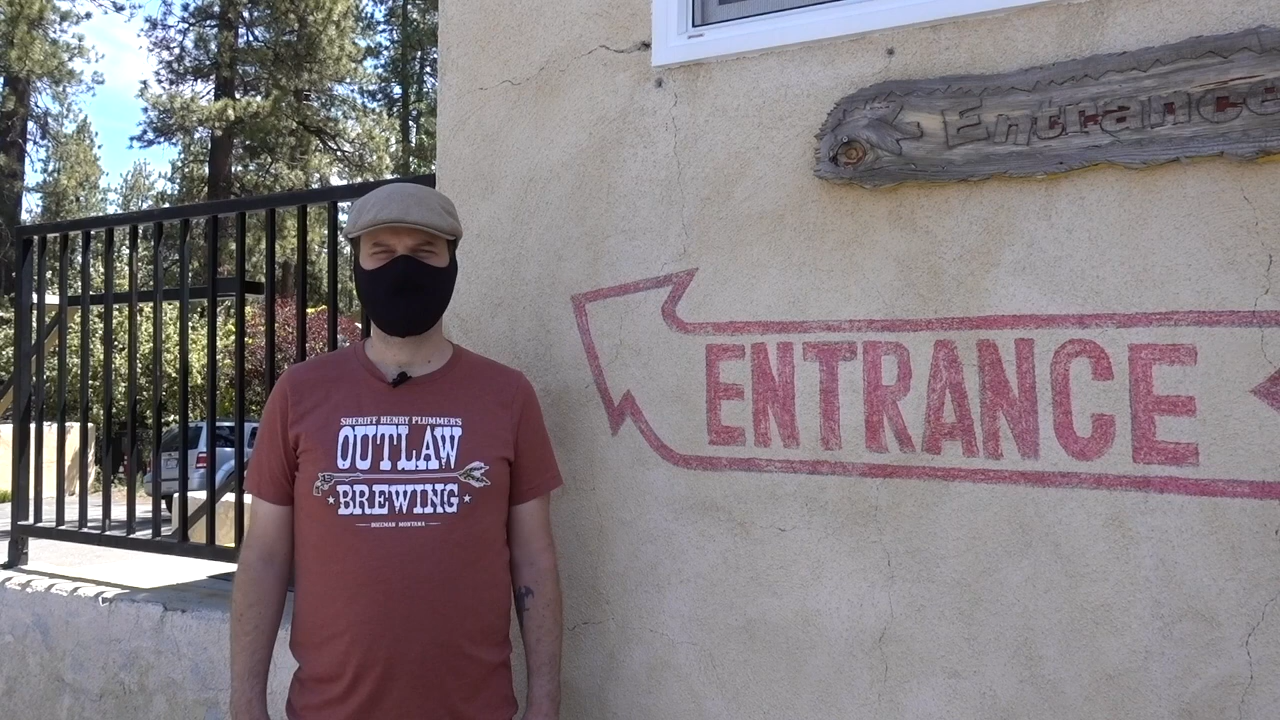 Entrance
ENTRANCE
SHERIFF HENRY PLUMMER'S
OUTLAW
BREWING
BOZEMAN MONTANA